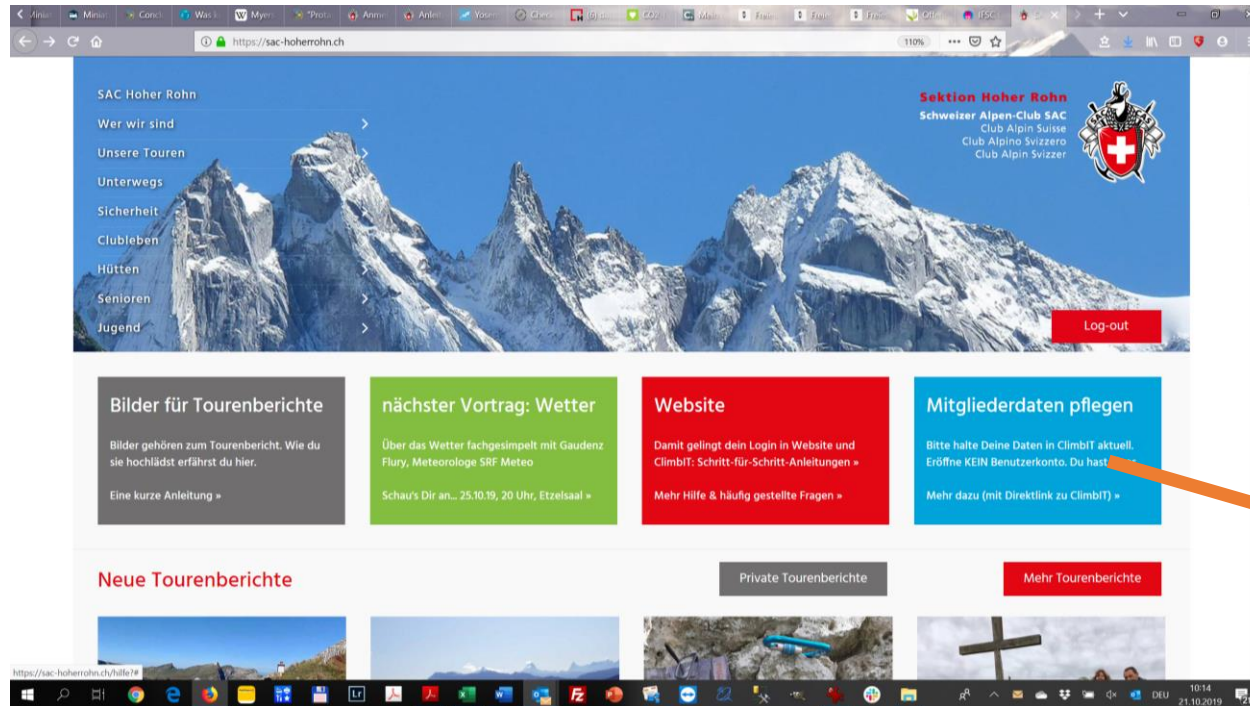 https://sac-hoherrohn.ch
110%
SAC Hoher Rohn
Wer wir sind
Unsere Touren
Unterwegs
Sicherheit
Clubleben
Hütten
Senioren
Jugend
Sektion Hoher Rohn
Schweizer Alpen-Club SAC
Club Alpin Suisse
Club Alpino Svizzero
Club Alpin Svizzer
Log-out
Bilder für Tourenberichte
Bilder gehören zum Tourenbericht. Wie du
sie hochlädst erfährst du hier.
Eine kurze Anleitung »
nächster Vortrag: Wetter
Über das Wetter fachgesimpelt mit Gaudenz
Flury, Meteorologe SRF Meteo
Schau's Dir an... 25.10.19, 20 Uhr, Etzelsaal »
Website
Damit gelingt dein Login in Website und
ClimbIT: Schritt-für-Schritt-Anleitungen »
Mehr Hilfe & häufig gestellte Fragen »
Mitgliederdaten pflegen
Bitte halte Deine Daten in ClimbIT aktuell.
Eröffne KEIN Benutzerkonto. Du hast
Mehr dazu (mit Direktlink zu ClimbIT) »
Neue Tourenberichte
Private Tourenberichte
Mehr Tourenberichte
https://sac-hoherrohn.ch/hilfe?#
DEU
10:14
21.10.2019